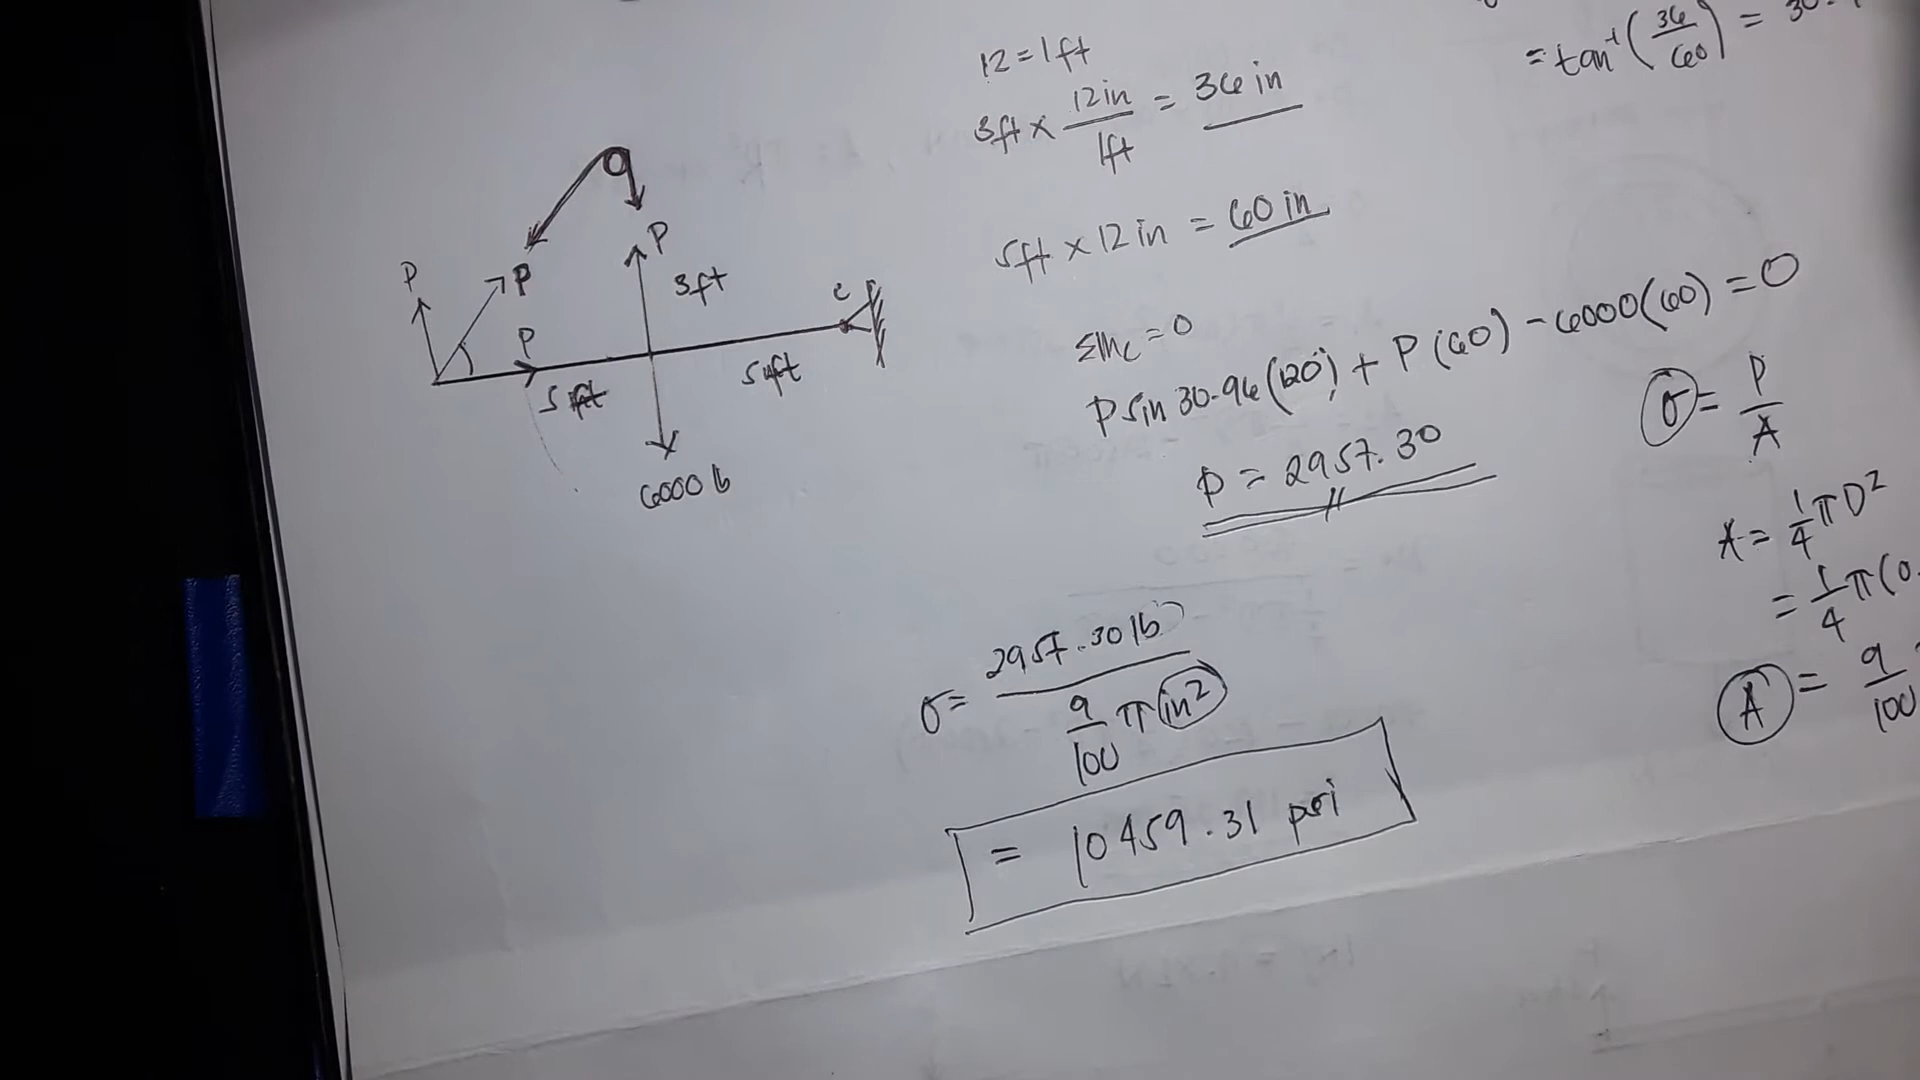 12 = 1ft
3ft × 12in / 1ft = 36 in
= tan⁻¹ (36/60) = 30.
5ft × 12 in = 60 in
P
P
P
P
P
3ft
c
5ft
5ft
6000 lb
ΣMc = 0
P sin 30.96 (120) + P (60) - 6000 (60) = 0
P = 2957.30
σ = P / A
A = 1/4 π D²
= 1/4 π (0.
A = 9 / 100
σ = 2957.30 lb / 9/100 π in²
= 10459.31 psi